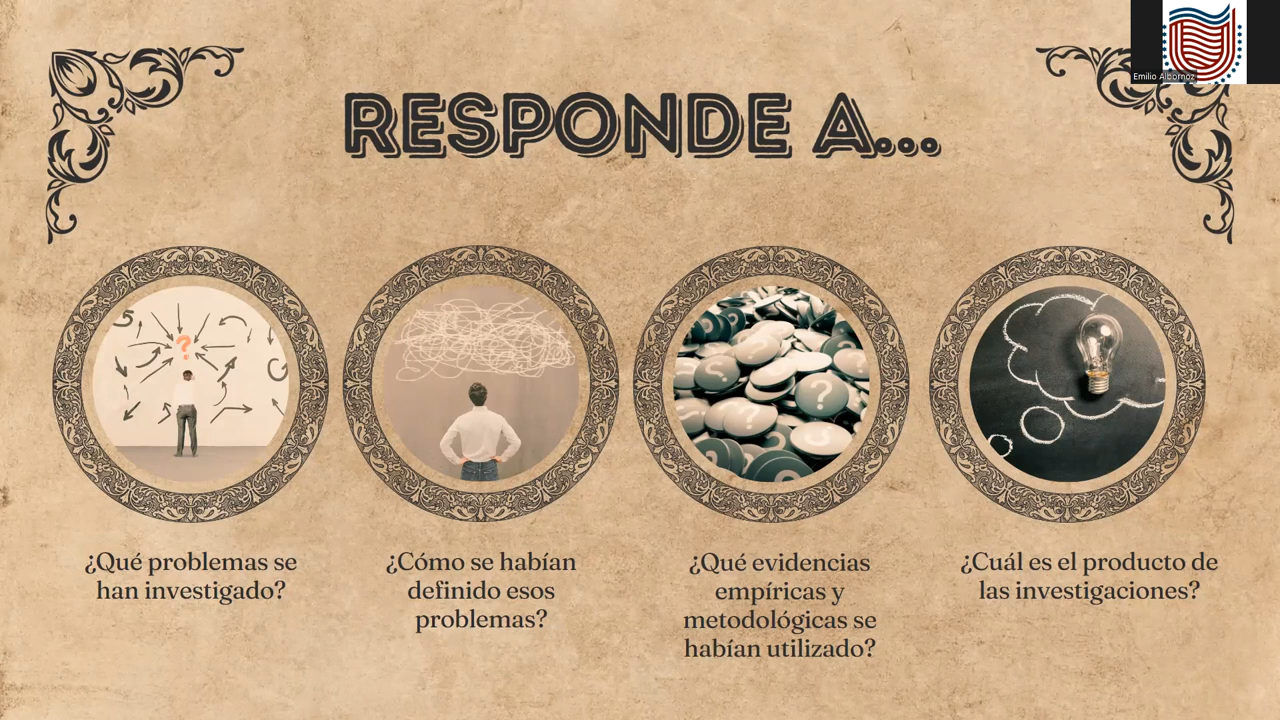 Emilio Albornoz
RESPONDE A...
¿Qué problemas se
han investigado?
¿Cómo se habían
definido esos
problemas?
¿Qué evidencias
empíricas y
metodológicas se
habían utilizado?
¿Cuál es el producto de
las investigaciones?